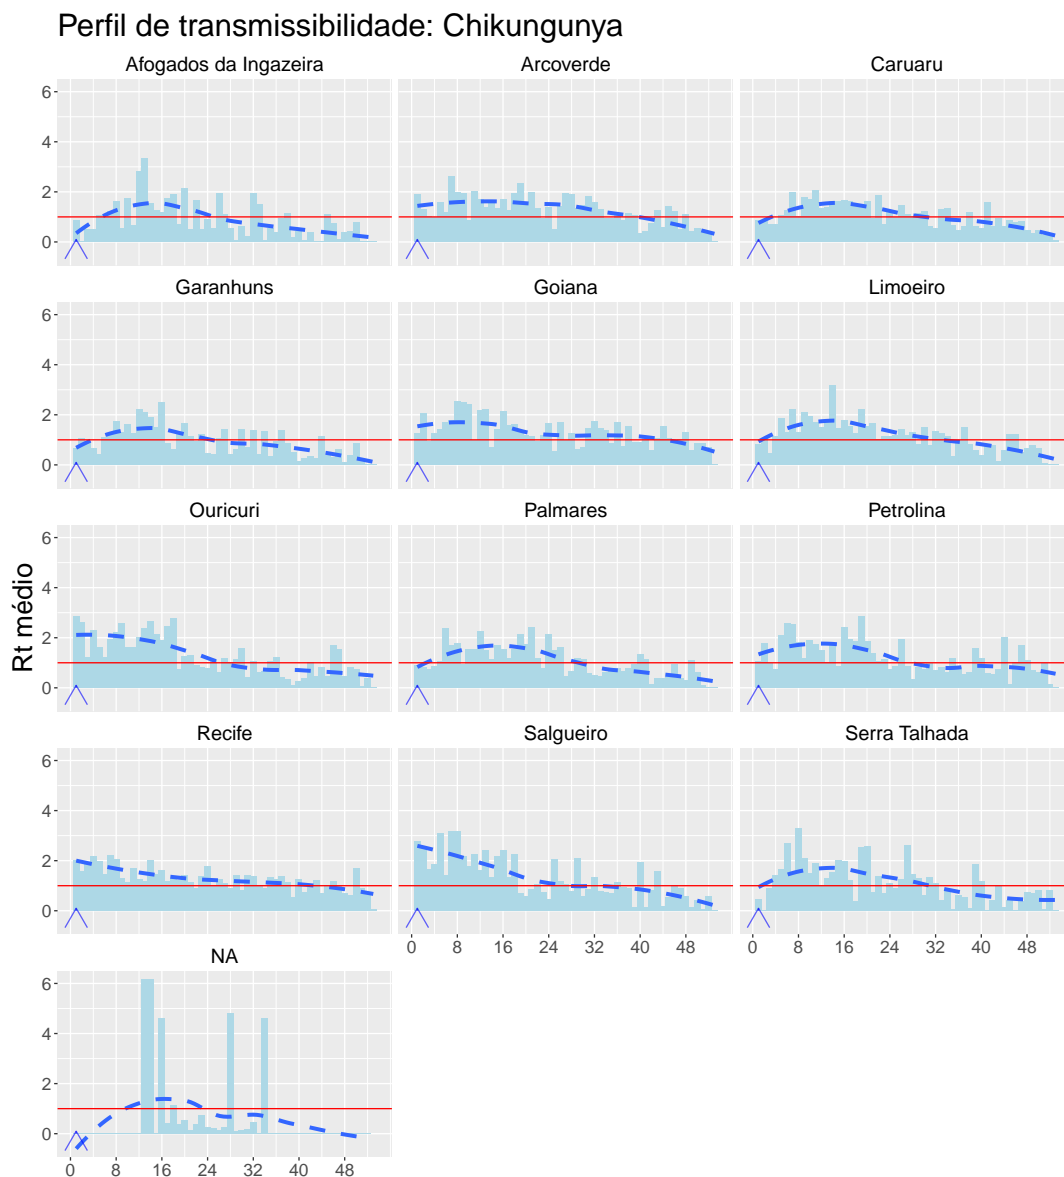 Perfil de transmissibilidade: Chikungunya
Afogados da Ingazeira Arcoverde Caruaru
6
4
2
0
Garanhuns Goiana Limoeiro
6
4
2
0
Ouricuri Palmares Petrolina
6
4
2
0
Rt médio
Recife Salgueiro Serra Talhada
6
4
2
0
0 8 16 24 32 40 48 0 8 16 24 32 40 48
NA
6
4
2
0
0 8 16 24 32 48